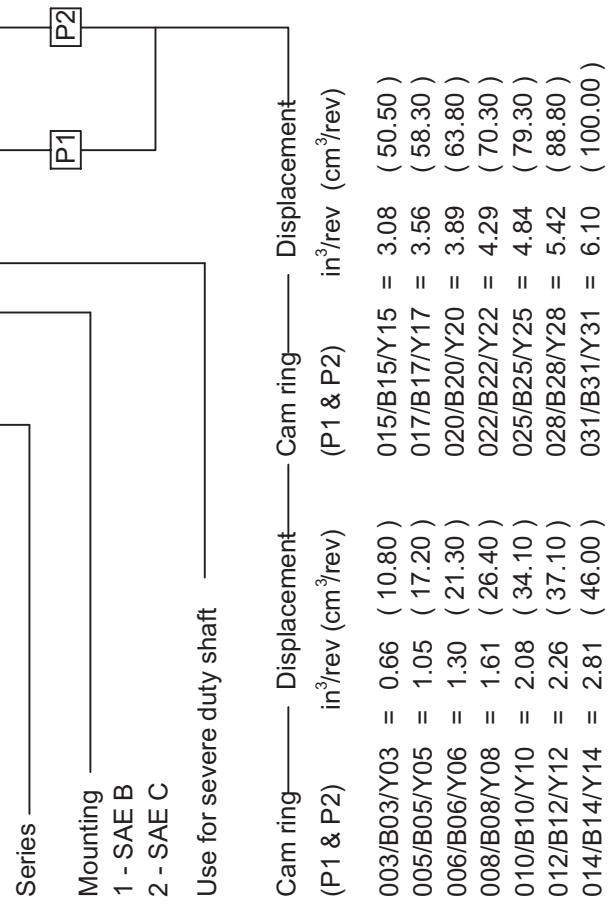 P1
P2
Series
Mounting
1 - SAE B
2 - SAE C
Use for severe duty shaft
Cam ring Displacement Cam ring Displacement
(P1 & P2) in³/rev (cm³/rev) (P1 & P2) in³/rev (cm³/rev)
003/B03/Y03 = 0.66 ( 10.80 ) 015/B15/Y15 = 3.08 ( 50.50 )
005/B05/Y05 = 1.05 ( 17.20 ) 017/B17/Y17 = 3.56 ( 58.30 )
006/B06/Y06 = 1.30 ( 21.30 ) 020/B20/Y20 = 3.89 ( 63.80 )
008/B08/Y08 = 1.61 ( 26.40 ) 022/B22/Y22 = 4.29 ( 70.30 )
010/B10/Y10 = 2.08 ( 34.10 ) 025/B25/Y25 = 4.84 ( 79.30 )
012/B12/Y12 = 2.26 ( 37.10 ) 028/B28/Y28 = 5.42 ( 88.80 )
014/B14/Y14 = 2.81 ( 46.00 ) 031/B31/Y31 = 6.10 ( 100.00 )